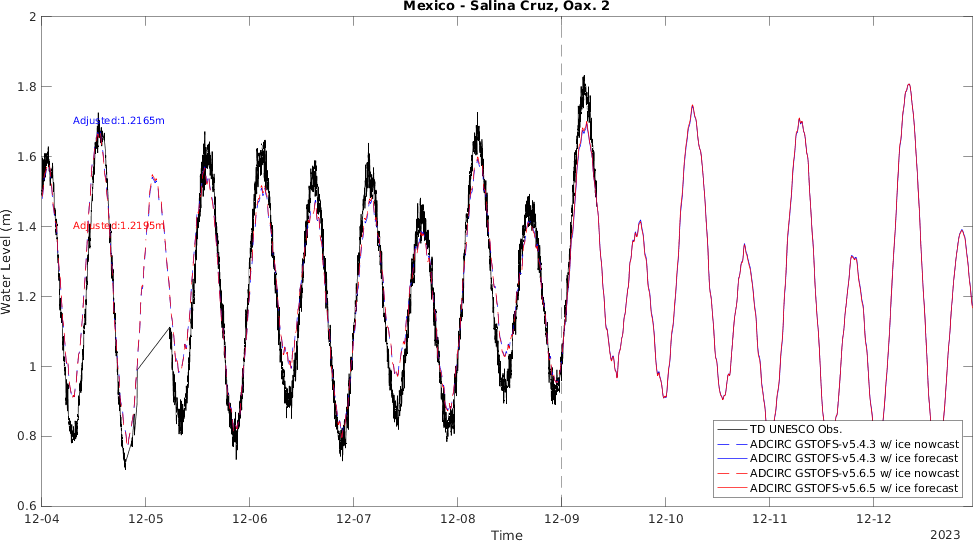 Mexico - Salina Cruz, Oax. 2
2
1.8
1.6
1.4
1.2
1
0.8
0.6
Water Level (m)
Adjusted:1.2165m
Adjusted:1.2195m
TD UNESCO Obs.
ADCIRC GSTOFS-v5.4.3 w/ ice nowcast
ADCIRC GSTOFS-v5.4.3 w/ ice forecast
ADCIRC GSTOFS-v5.6.5 w/ ice nowcast
ADCIRC GSTOFS-v5.6.5 w/ ice forecast
12-04 12-05 12-06 12-07 12-08 12-09 12-10 12-11 12-12
Time
2023